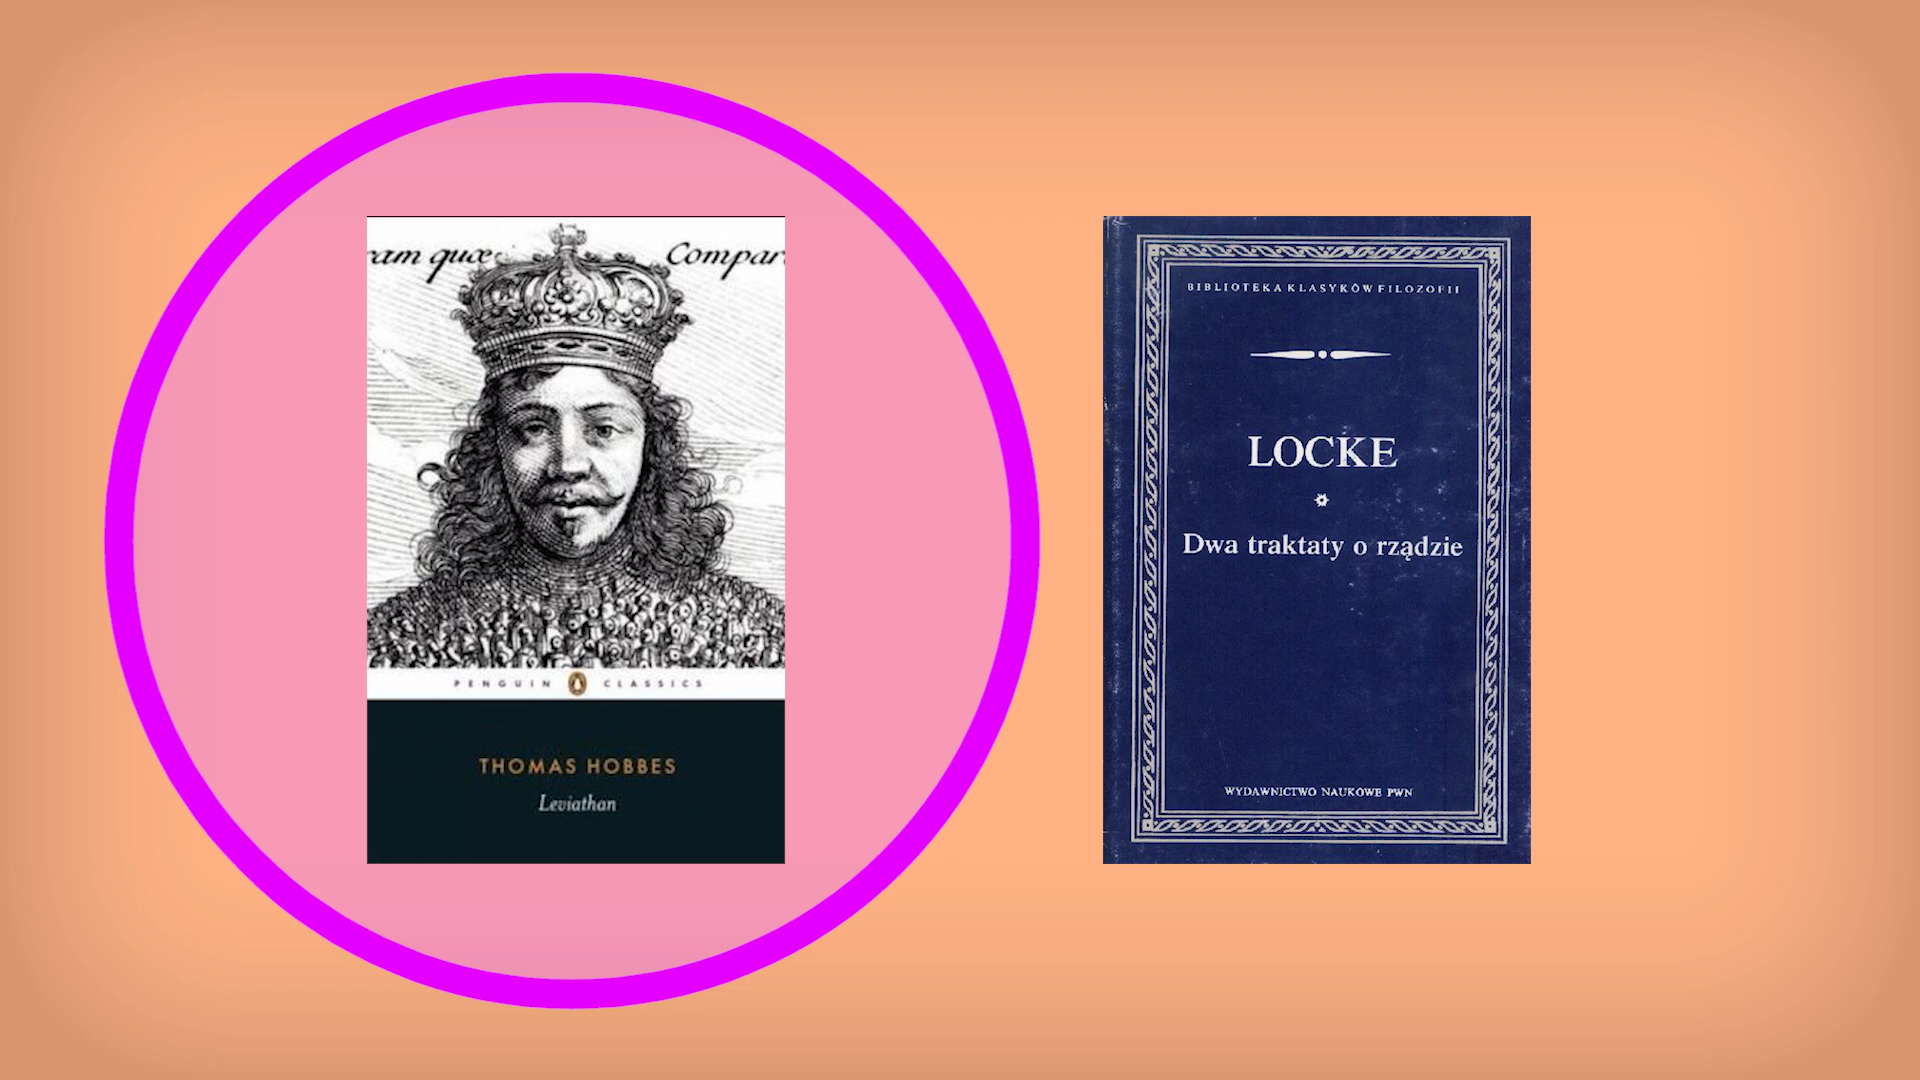 ram quæ Compar
PENGUIN CLASSICS
THOMAS HOBBES
Leviathan
BIBLIOTEKA KLASYKÓW FILOZOFII
LOCKE
Dwa traktaty o rządzie
WYDAWNICTWO NAUKOWE PWN